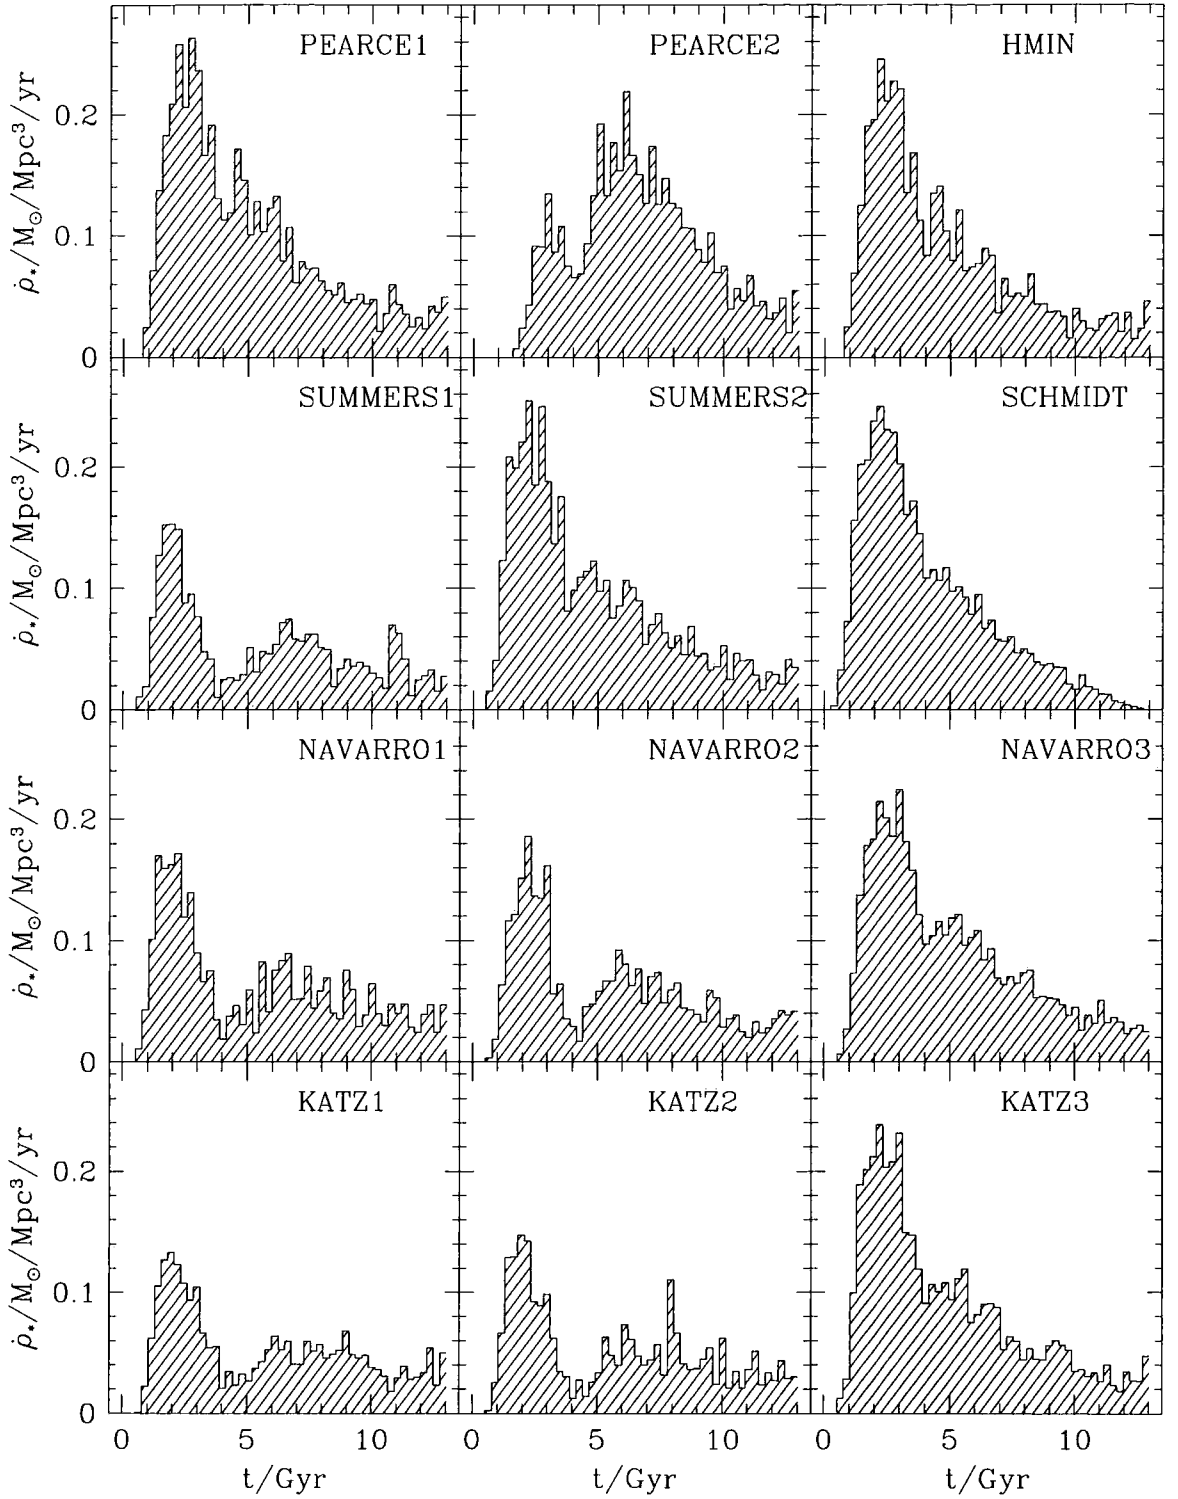 PEARCE1 PEARCE2 HMIN
ρ̇⋆/M☉/Mpc³/yr
0.2
0.1
0
SUMMERS1 SUMMERS2 SCHMIDT
ρ̇⋆/M☉/Mpc³/yr
0.2
0.1
0
NAVARRO1 NAVARRO2 NAVARRO3
ρ̇⋆/M☉/Mpc³/yr
0.2
0.1
0
KATZ1 KATZ2 KATZ3
ρ̇⋆/M☉/Mpc³/yr
0.2
0.1
0
0 5 10 0 5 10 0 5 10
t/Gyr t/Gyr t/Gyr